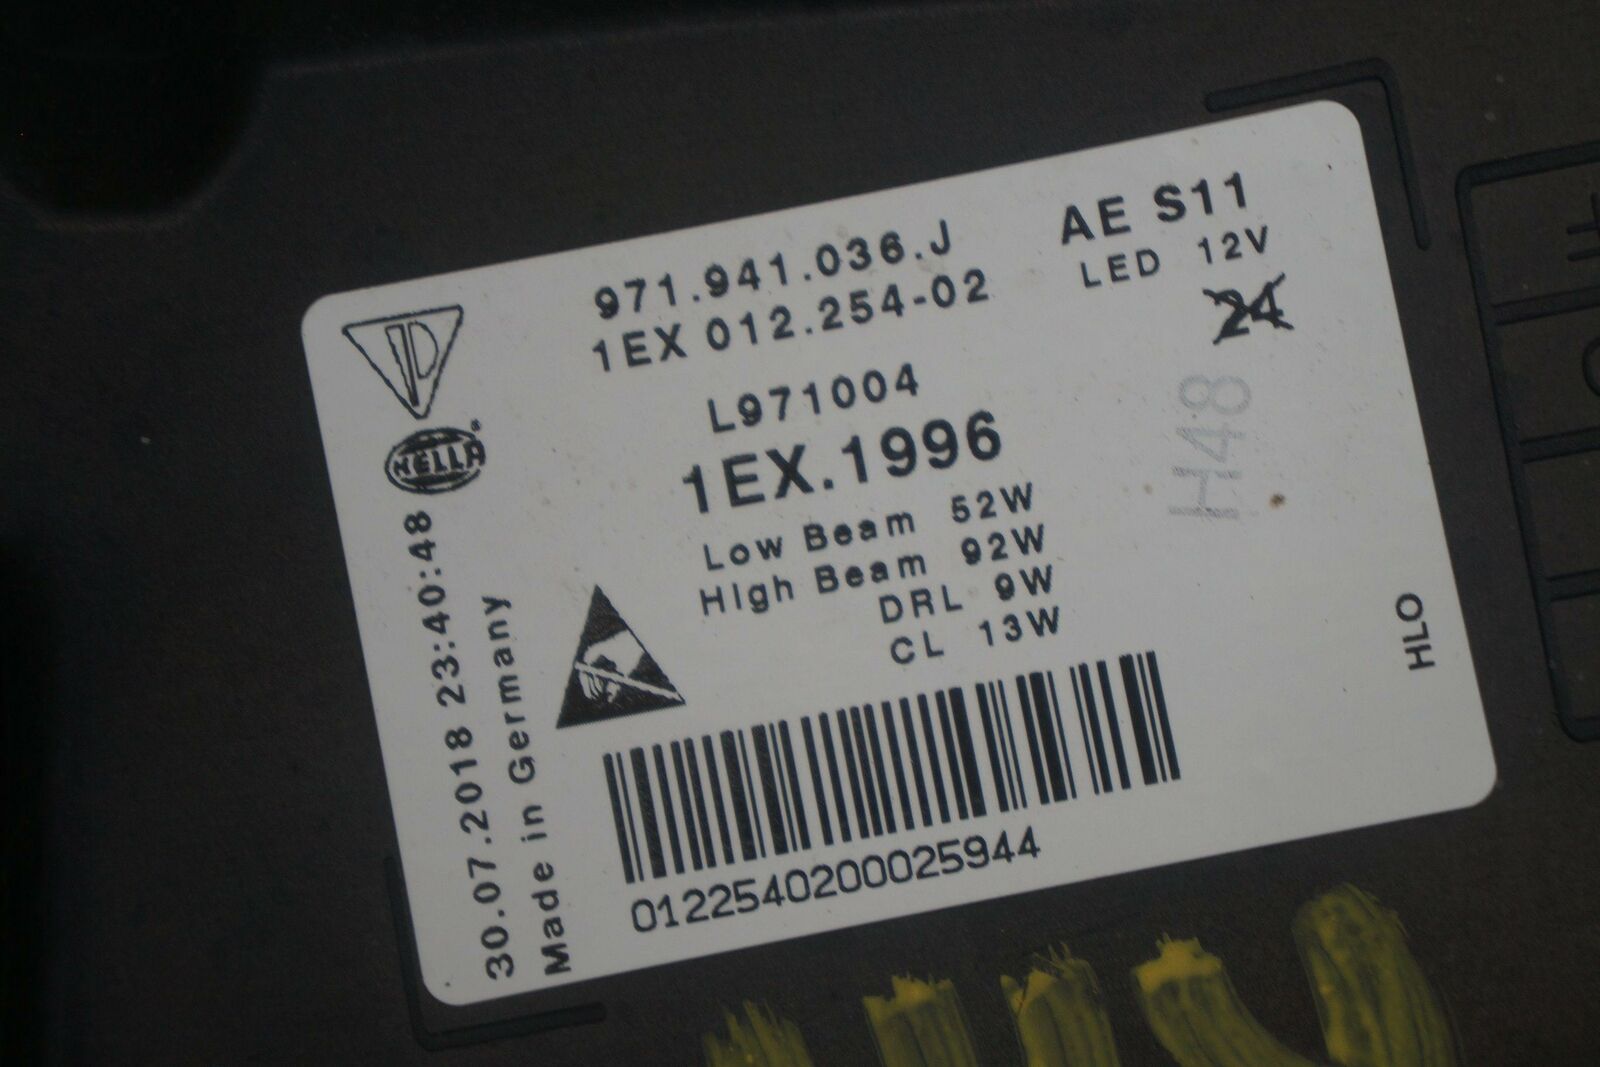 971.941.036.J
1EX 012.254-02
AE S11
LED 12V
24
L971004
1EX.1996
H48
HELLA
Low Beam 52W
High Beam 92W
DRL 9W
CL 13W
HLO
30.07.2018 23:40:48
Made in Germany
0122540200025944